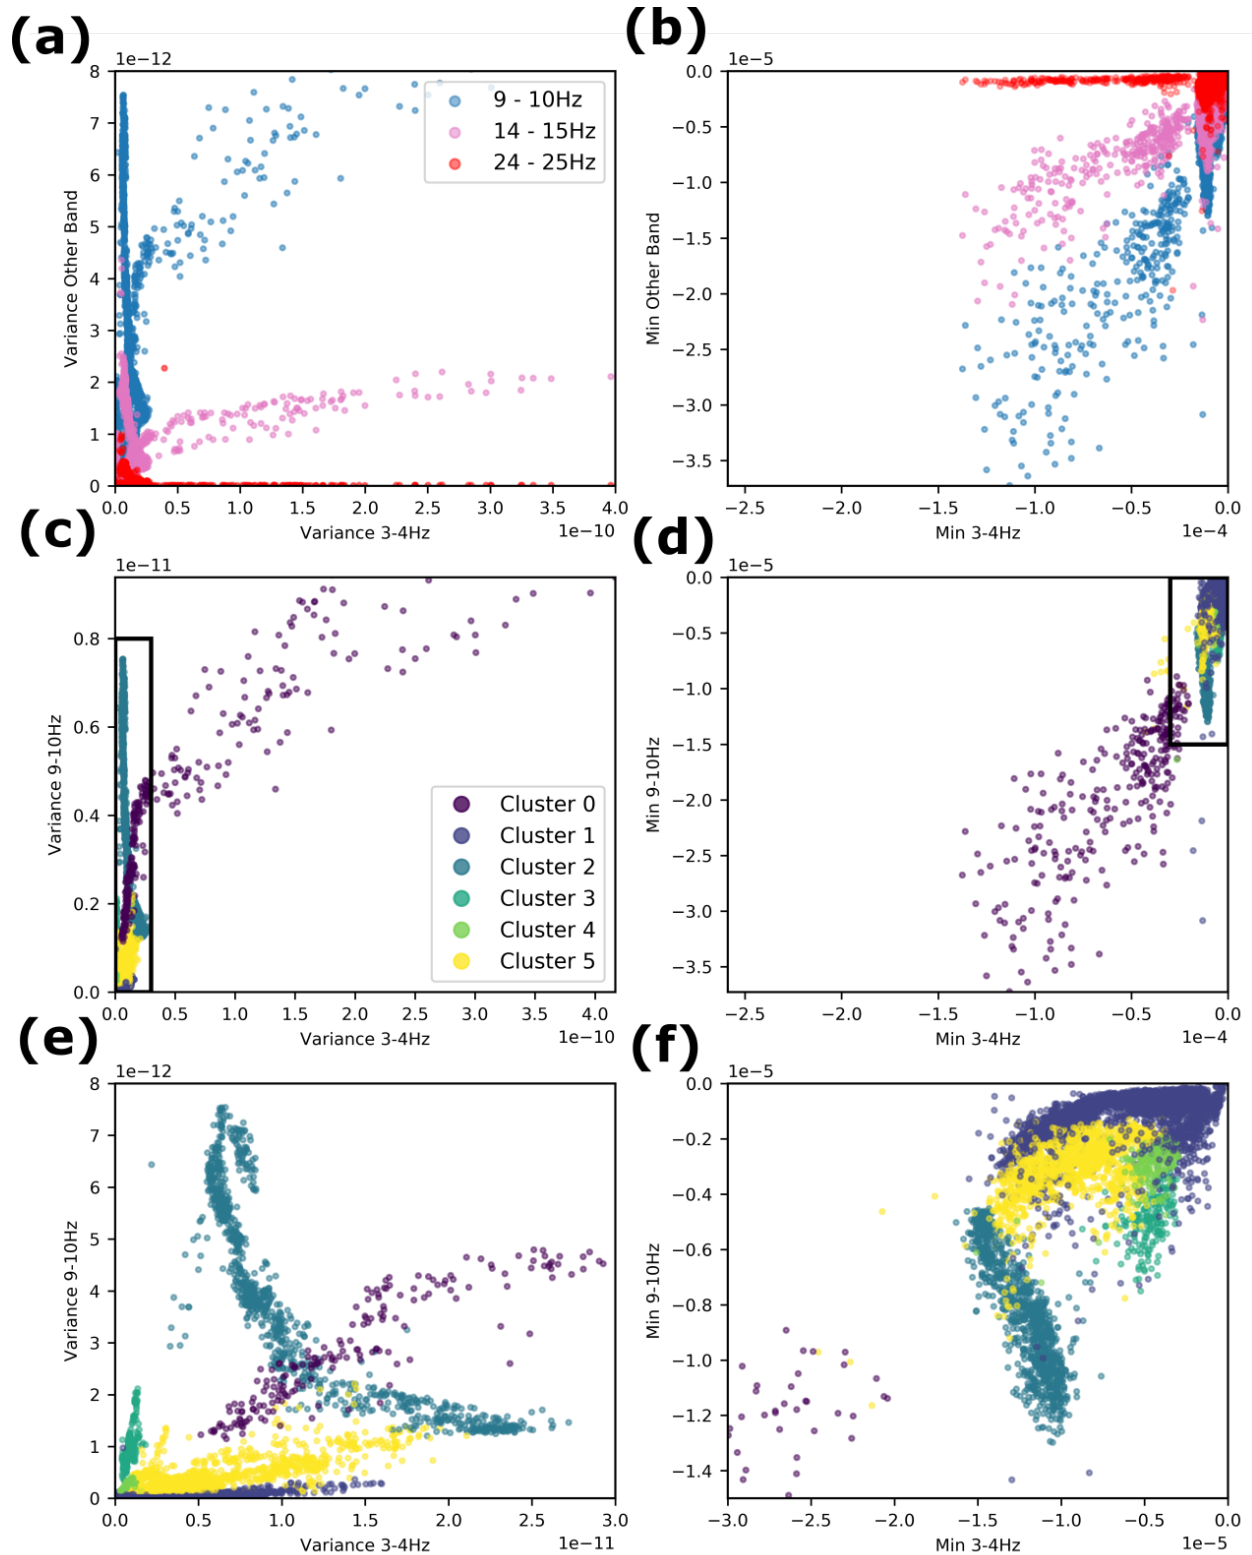 (a)
1e−12
8
7
6
5
4
3
2
1
0
Variance Other Band
9 - 10Hz
14 - 15Hz
24 - 25Hz
0.0 0.5 1.0 1.5 2.0 2.5 3.0 3.5 4.0
Variance 3-4Hz
1e−10
(b)
1e−5
0.0
−0.5
−1.0
−1.5
−2.0
−2.5
−3.0
−3.5
Min Other Band
−2.5 −2.0 −1.5 −1.0 −0.5 0.0
Min 3-4Hz
1e−4
(c)
1e−11
0.8
0.6
0.4
0.2
0.0
Variance 9-10Hz
Cluster 0
Cluster 1
Cluster 2
Cluster 3
Cluster 4
Cluster 5
0.0 0.5 1.0 1.5 2.0 2.5 3.0 3.5 4.0
Variance 3-4Hz
1e−10
(d)
1e−5
0.0
−0.5
−1.0
−1.5
−2.0
−2.5
−3.0
−3.5
Min 9-10Hz
−2.5 −2.0 −1.5 −1.0 −0.5 0.0
Min 3-4Hz
1e−4
(e)
1e−12
8
7
6
5
4
3
2
1
0
Variance 9-10Hz
0.0 0.5 1.0 1.5 2.0 2.5 3.0
Variance 3-4Hz
1e−11
(f)
1e−5
0.0
−0.2
−0.4
−0.6
−0.8
−1.0
−1.2
−1.4
Min 9-10Hz
−3.0 −2.5 −2.0 −1.5 −1.0 −0.5 0.0
Min 3-4Hz
1e−5